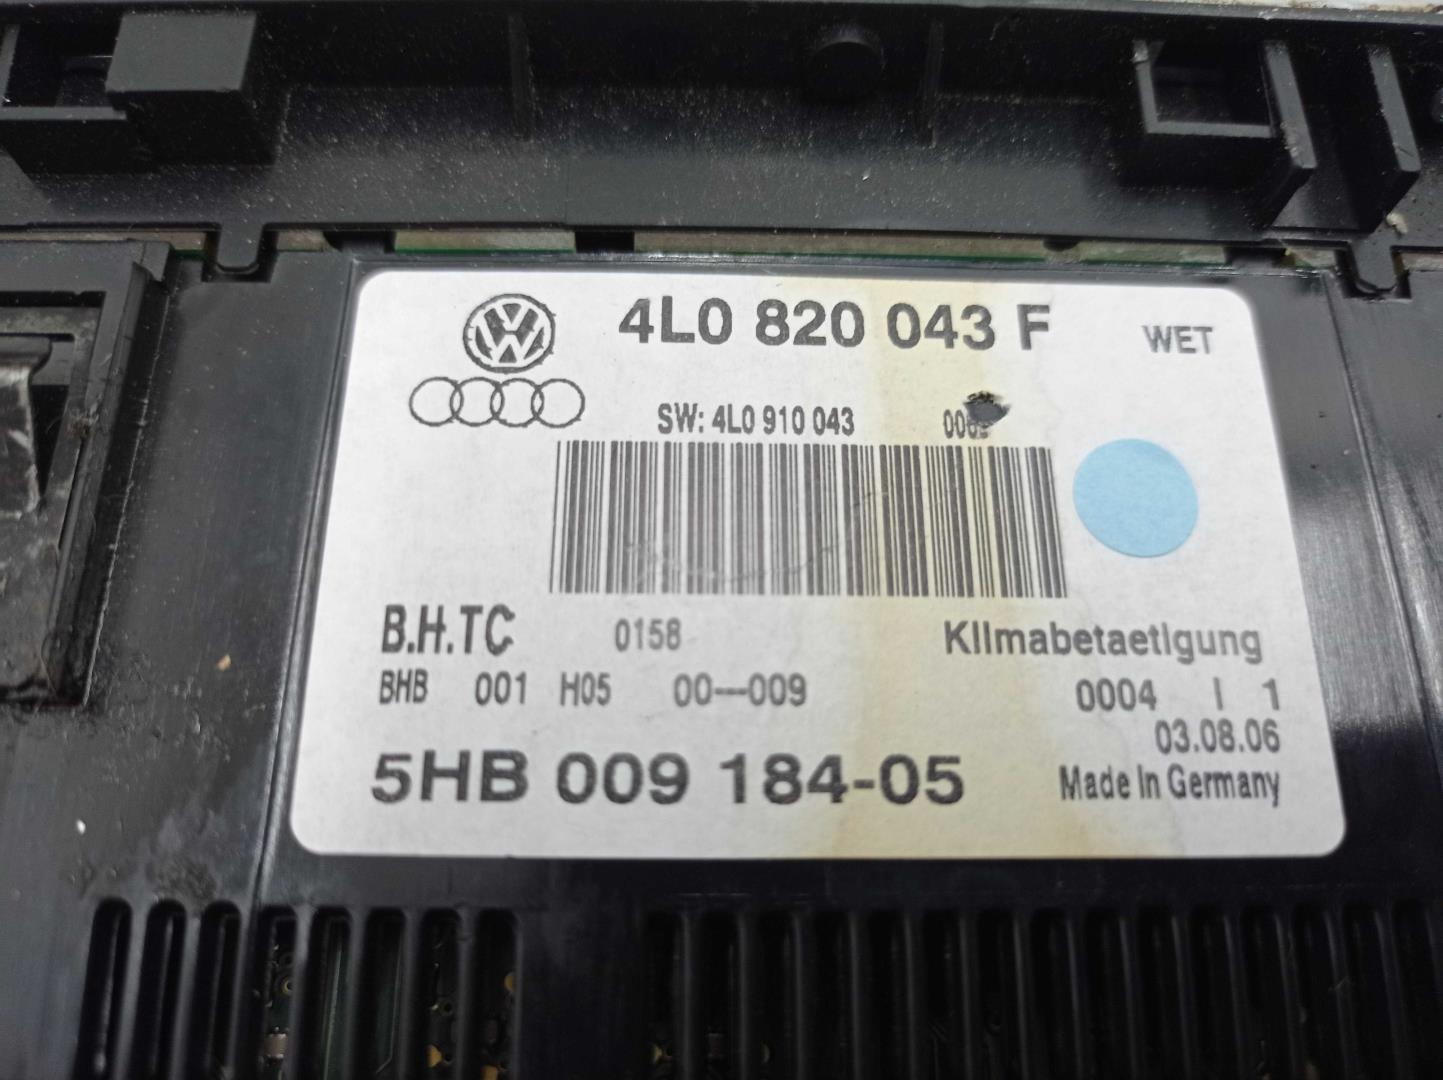 4L0 820 043 F WET
SW: 4L0 910 043
B.H.TC 0158 Klimabetaetigung
BHB 001 H05 00---009 0004 I 1
03.08.06
5HB 009 184-05 Made in Germany